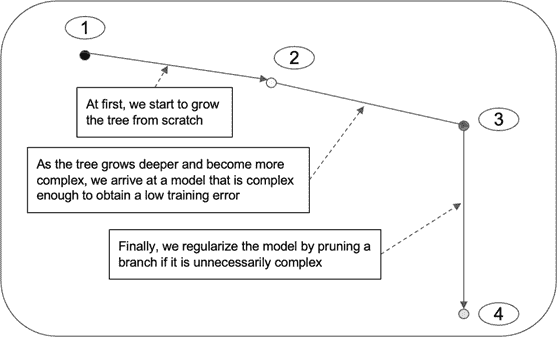 1
2
At first, we start to grow
the tree from scratch
3
As the tree grows deeper and become more
complex, we arrive at a model that is complex
enough to obtain a low training error
Finally, we regularize the model by pruning a
branch if it is unnecessarily complex
4